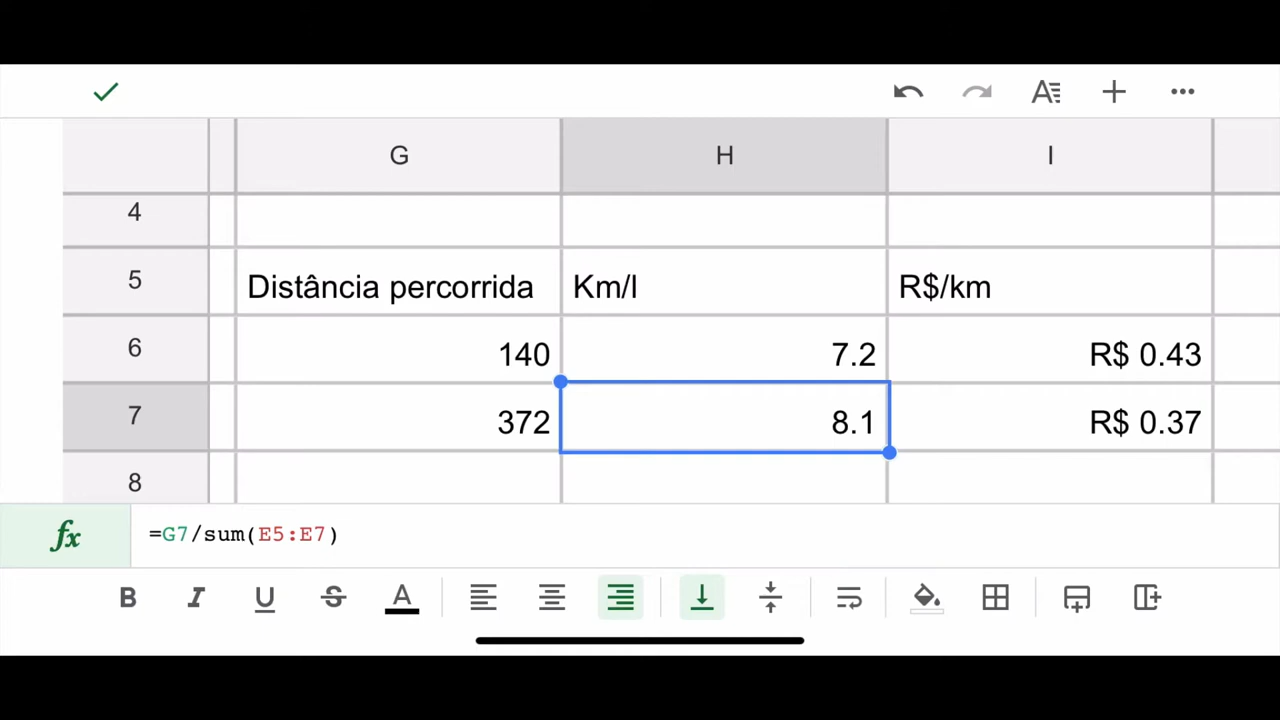 G H I
4
5 Distância percorrida Km/l R$/km
6 140 7.2 R$ 0.43
7 372 8.1 R$ 0.37
8
fx =G7/sum(E5:E7)
B I U S A